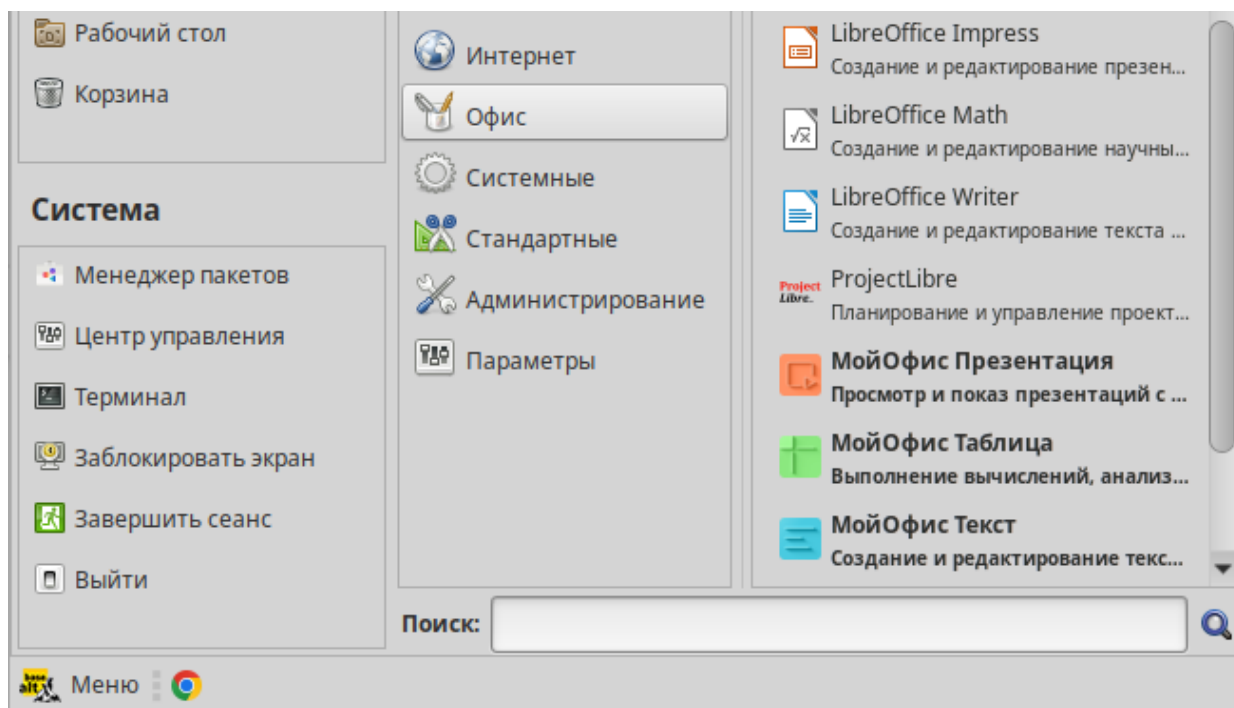 Рабочий стол
Корзина
Система
Менеджер пакетов
Центр управления
Терминал
Заблокировать экран
Завершить сеанс
Выйти
Интернет
Офис
Системные
Стандартные
Администрирование
Параметры
LibreOffice Impress
Создание и редактирование презен...
LibreOffice Math
Создание и редактирование научны...
LibreOffice Writer
Создание и редактирование текста ...
Project
Libre
ProjectLibre
Планирование и управление проект...
МойОфис Презентация
Просмотр и показ презентаций с ...
МойОфис Таблица
Выполнение вычислений, анализ...
МойОфис Текст
Создание и редактирование текс...
Поиск:
base
alt
Меню